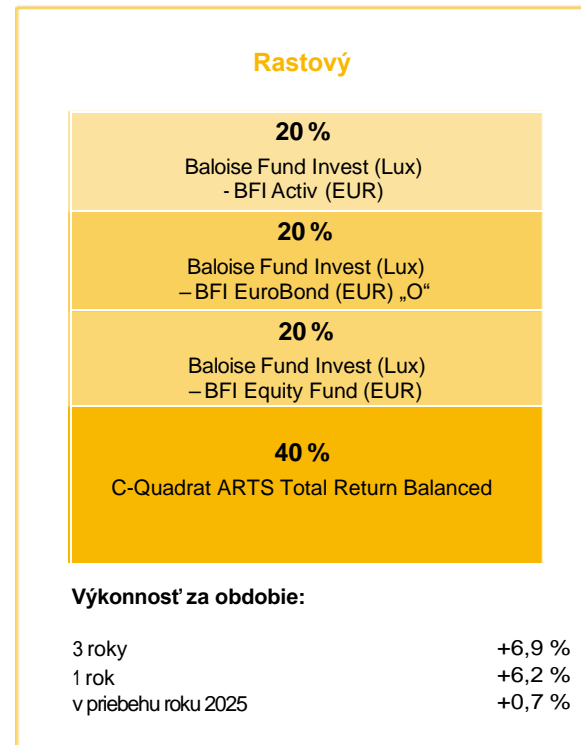 Rastový
20 %
Baloise Fund Invest (Lux)
- BFI Activ (EUR)
20 %
Baloise Fund Invest (Lux)
– BFI EuroBond (EUR) „O“
20 %
Baloise Fund Invest (Lux)
– BFI Equity Fund (EUR)
40 %
C-Quadrat ARTS Total Return Balanced
Výkonnosť za obdobie:
3 roky +6,9 %
1 rok +6,2 %
v priebehu roku 2025 +0,7 %